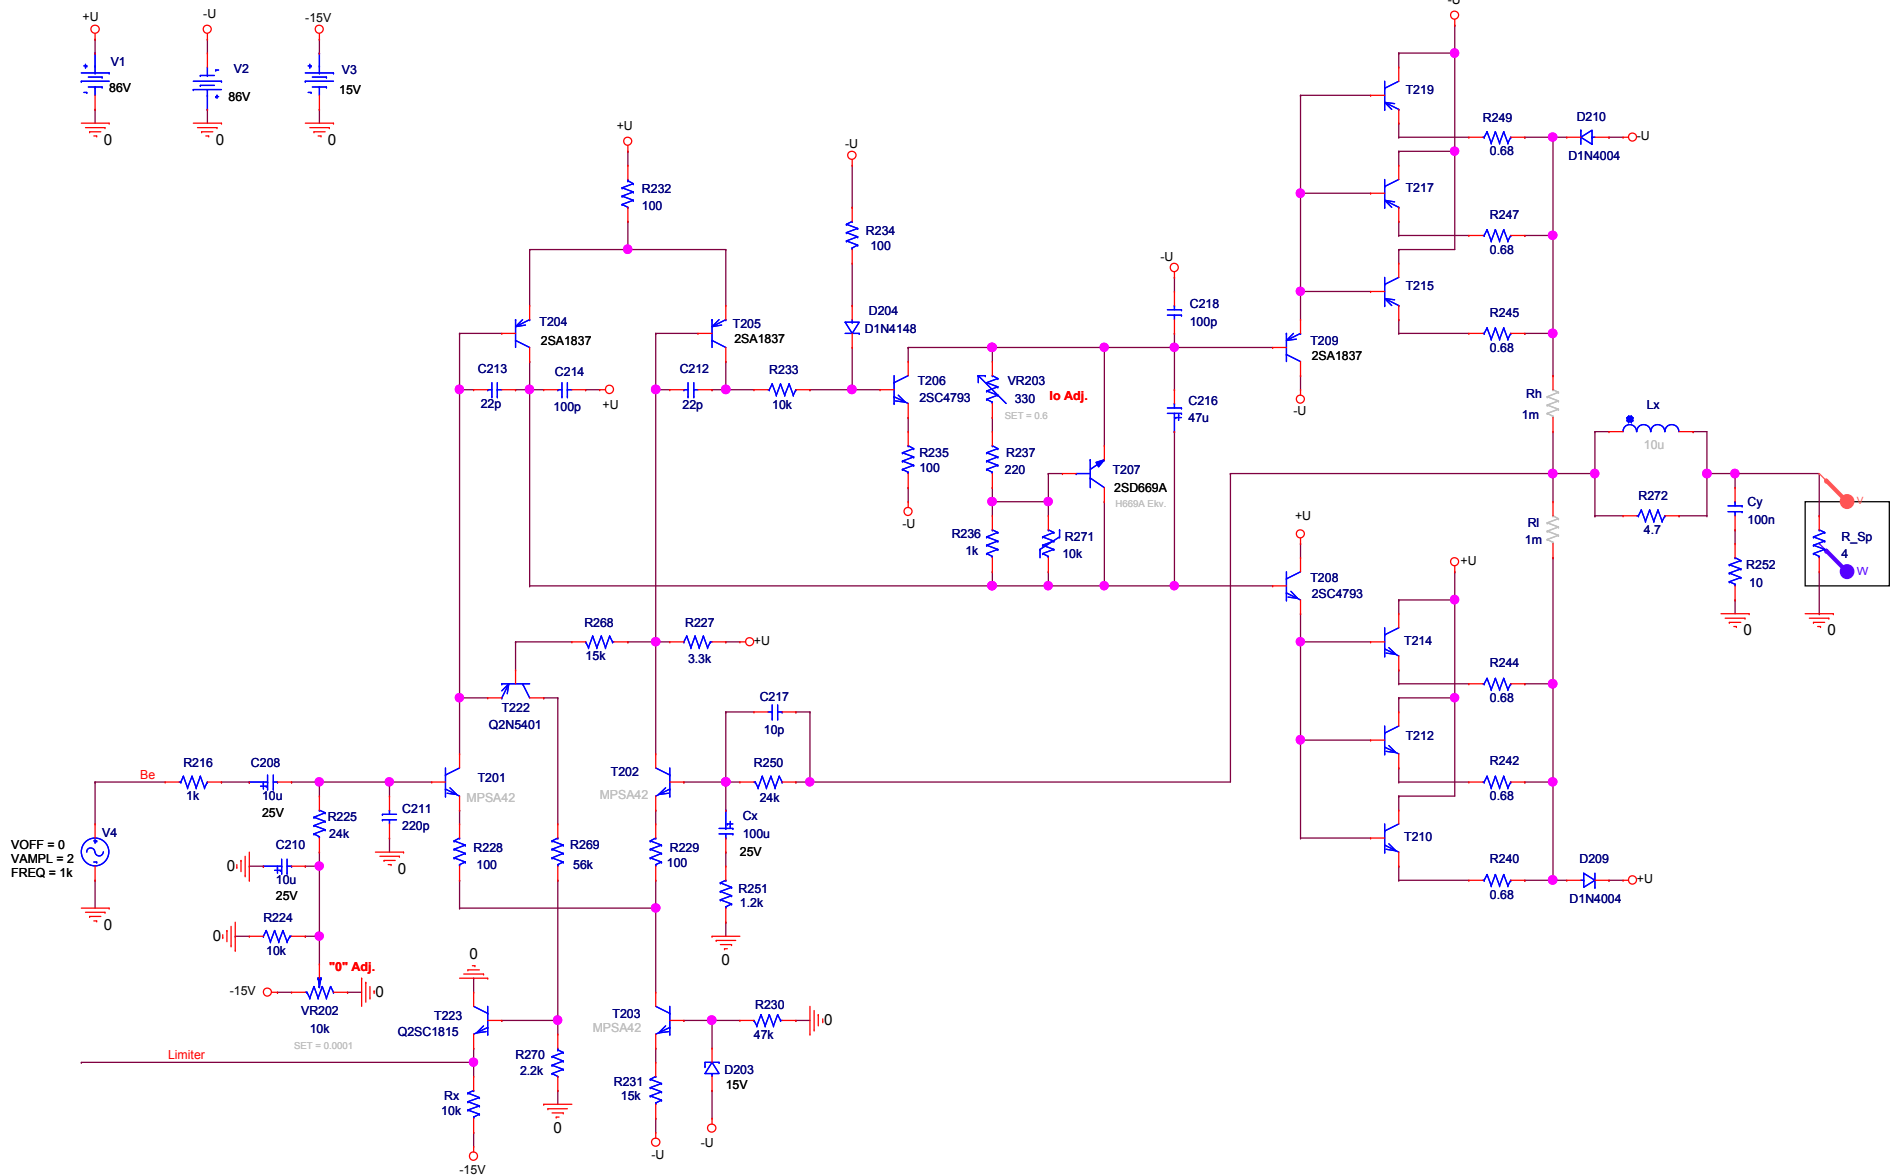 +U
V1
86V
0
-U
V2
86V
0
-15V
V3
15V
0
+U
R232
100
-U
R234
100
D204
D1N4148
T204
2SA1837
T205
2SA1837
C213
22p
C214
100p
+U
C212
22p
R233
10k
T206
2SC4793
R235
100
-U
VR203
330
SET = 0.6
Io Adj.
R237
220
R236
1k
R271
10k
T207
2SD669A
H669A Ekv.
-U
C218
100p
C216
47u
T209
2SA1837
-U
-U
T219
R249
0.68
D210
D1N4004
-U
T217
R247
0.68
T215
R245
0.68
Rh
1m
Rl
1m
Lx
10u
R272
4.7
Cy
100n
R252
10
0
V
R_Sp
4
W
0
+U
T208
2SC4793
+U
T214
R244
0.68
T212
R242
0.68
T210
R240
0.68
D209
D1N4004
+U
R268
15k
R227
3.3k
+U
T222
Q2N5401
C217
10p
R250
24k
Be
R216
1k
C208
10u
25V
T201
MPSA42
T202
MPSA42
R225
24k
C211
220p
0
V4
VOFF = 0
VAMPL = 2
FREQ = 1k
0
C210
0
10u
25V
R228
100
R269
56k
R229
100
Cx
100u
25V
R251
1.2k
0
R224
0
10k
"0" Adj.
-15V
0
VR202
10k
SET = 0.0001
0
T223
Q2SC1815
T203
MPSA42
R230
47k
0
Limiter
R270
2.2k
0
D203
15V
-U
R231
15k
-U
Rx
10k
-15V